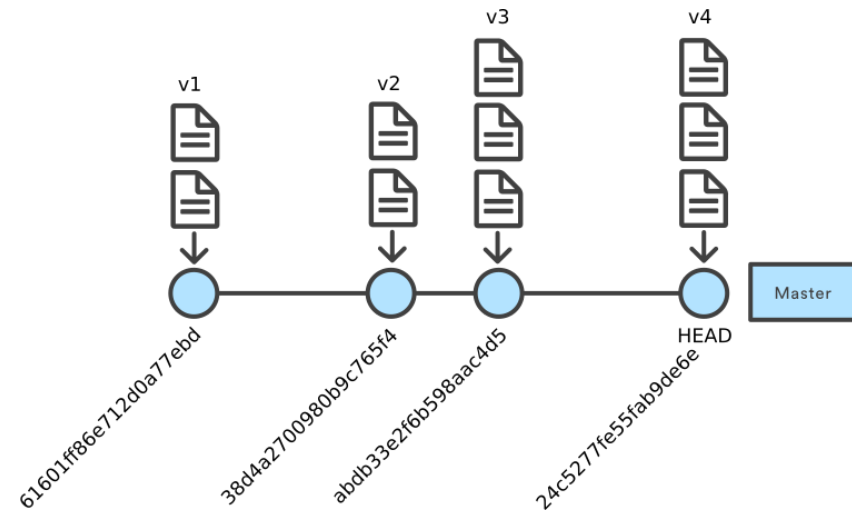 v3
v4
v1
v2
Master
HEAD
61601ff86e712d0a77ebd
38d4a2700980b9c765f4
abdb33e2f6b598aac4d5
24c5277fe55fab9de6e